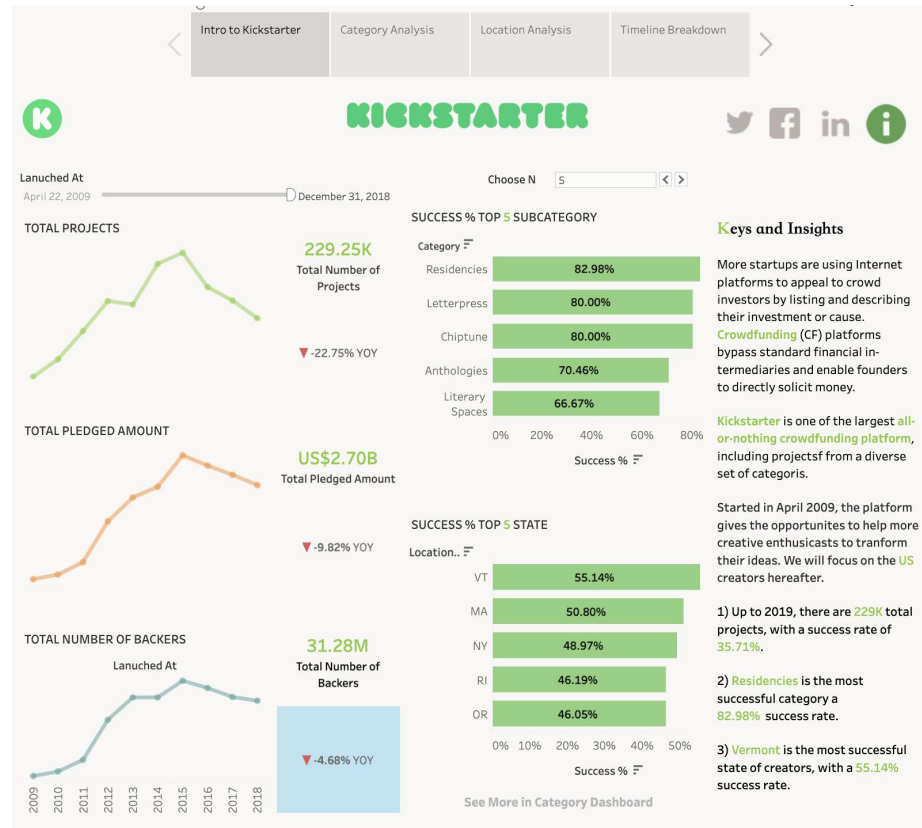 Intro to Kickstarter
Category Analysis
Location Analysis
Timeline Breakdown
K
KICKSTARTER
f
in
i
Lanuched At
April 22, 2009
December 31, 2018
Choose N
5
TOTAL PROJECTS
229.25K
Total Number of
Projects
▼ -22.75% YOY
TOTAL PLEDGED AMOUNT
US$2.70B
Total Pledged Amount
▼ -9.82% YOY
TOTAL NUMBER OF BACKERS
Lanuched At
31.28M
Total Number of
Backers
▼ -4.68% YOY
2009
2010
2011
2012
2013
2014
2015
2016
2017
2018
SUCCESS % TOP 5 SUBCATEGORY
Category
Residencies
82.98%
Letterpress
80.00%
Chiptune
80.00%
Anthologies
70.46%
Literary
Spaces
66.67%
0% 20% 40% 60% 80%
Success %
SUCCESS % TOP 5 STATE
Location..
VT
55.14%
MA
50.80%
NY
48.97%
RI
46.19%
OR
46.05%
0% 10% 20% 30% 40% 50%
Success %
See More in Category Dashboard
Keys and Insights
More startups are using Internet
platforms to appeal to crowd
investors by listing and describing
their investment or cause.
Crowdfunding (CF) platforms
bypass standard financial in-
termediaries and enable founders
to directly solicit money.
Kickstarter is one of the largest all-
or-nothing crowdfunding platform,
including projectsf from a diverse
set of categoris.
Started in April 2009, the platform
gives the opportunites to help more
creative enthusicasts to tranform
their ideas. We will focus on the US
creators hereafter.
1) Up to 2019, there are 229K total
projects, with a success rate of
35.71%.
2) Residencies is the most
successful category a
82.98% success rate.
3) Vermont is the most successful
state of creators, with a 55.14%
success rate.